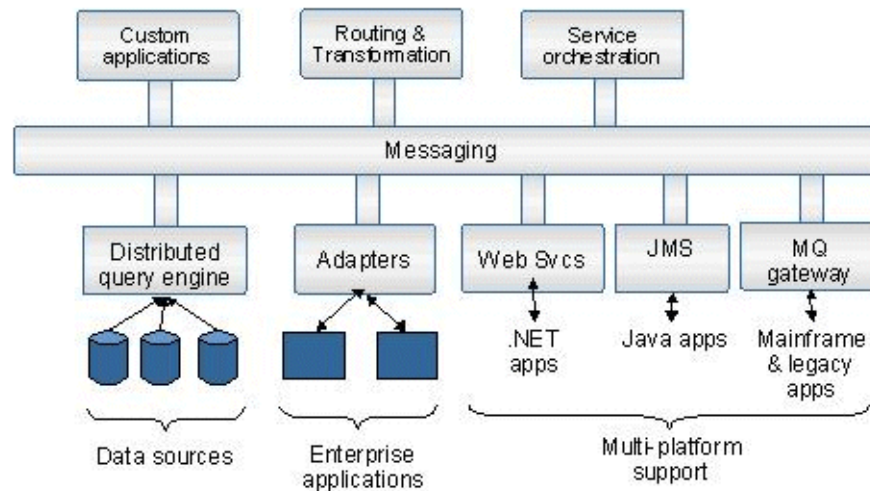 Custom
applications
Routing &
Transformation
Service
orchestration
Messaging
Distributed
query engine
Adapters
Web Svcs
JMS
MQ
gateway
.NET
apps
Java apps
Mainframe
& legacy
apps
Data sources
Enterprise
applications
Multi-platform
support